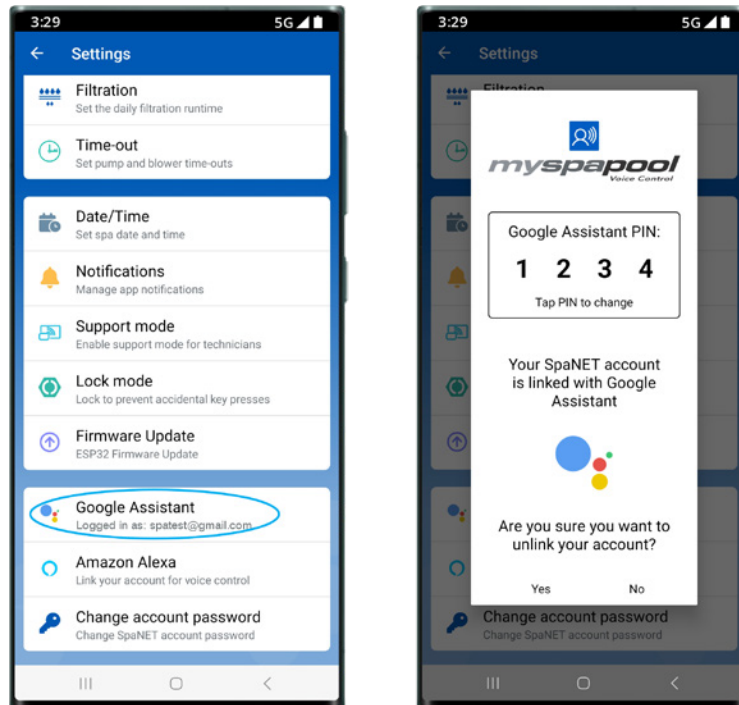 3:29
5G
Settings
Filtration
Set the daily filtration runtime
Time-out
Set pump and blower time-outs
Date/Time
Set spa date and time
Notifications
Manage app notifications
Support mode
Enable support mode for technicians
Lock mode
Lock to prevent accidental key presses
Firmware Update
ESP32 Firmware Update
Google Assistant
Logged in as: spatest@gmail.com
Amazon Alexa
Link your account for voice control
Change account password
Change SpaNET account password
3:29
5G
Settings
Filtration
myspapool
Voice Control
Google Assistant PIN:
1 2 3 4
Tap PIN to change
Your SpaNET account
is linked with Google
Assistant
Are you sure you want to
unlink your account?
Yes No
Change account password
Change SpaNET account password